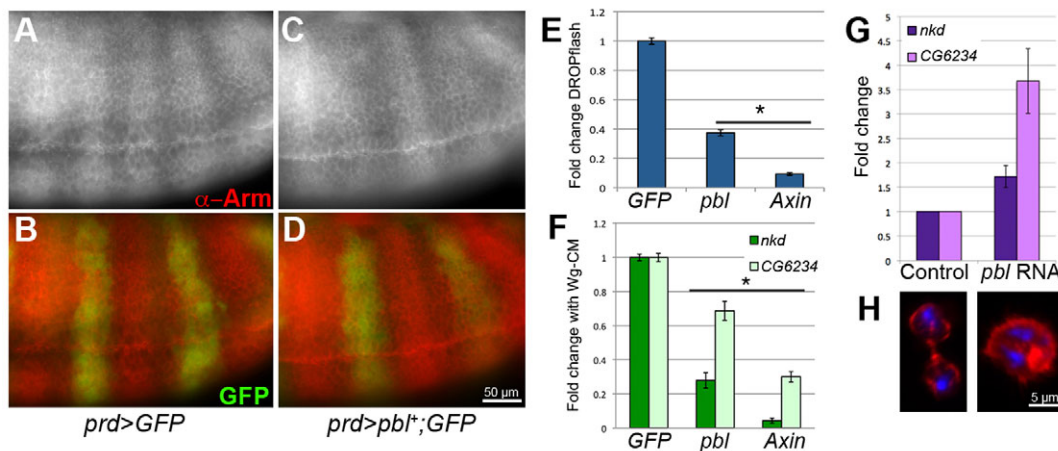 A
α–Arm
B
GFP
prd>GFP
C
D
50 µm
prd>pbl⁺;GFP
E
Fold change DROPflash
1.2
1
0.8
0.6
0.4
0.2
0
*
GFP
pbl
Axin
F
Fold change with Wg-CM
1.2
1
0.8
0.6
0.4
0.2
0
nkd
CG6234
*
GFP
pbl
Axin
G
Fold change
5
4.5
4
3.5
3
2.5
2
1.5
1
0.5
0
nkd
CG6234
Control
pbl RNA
H
5 µm